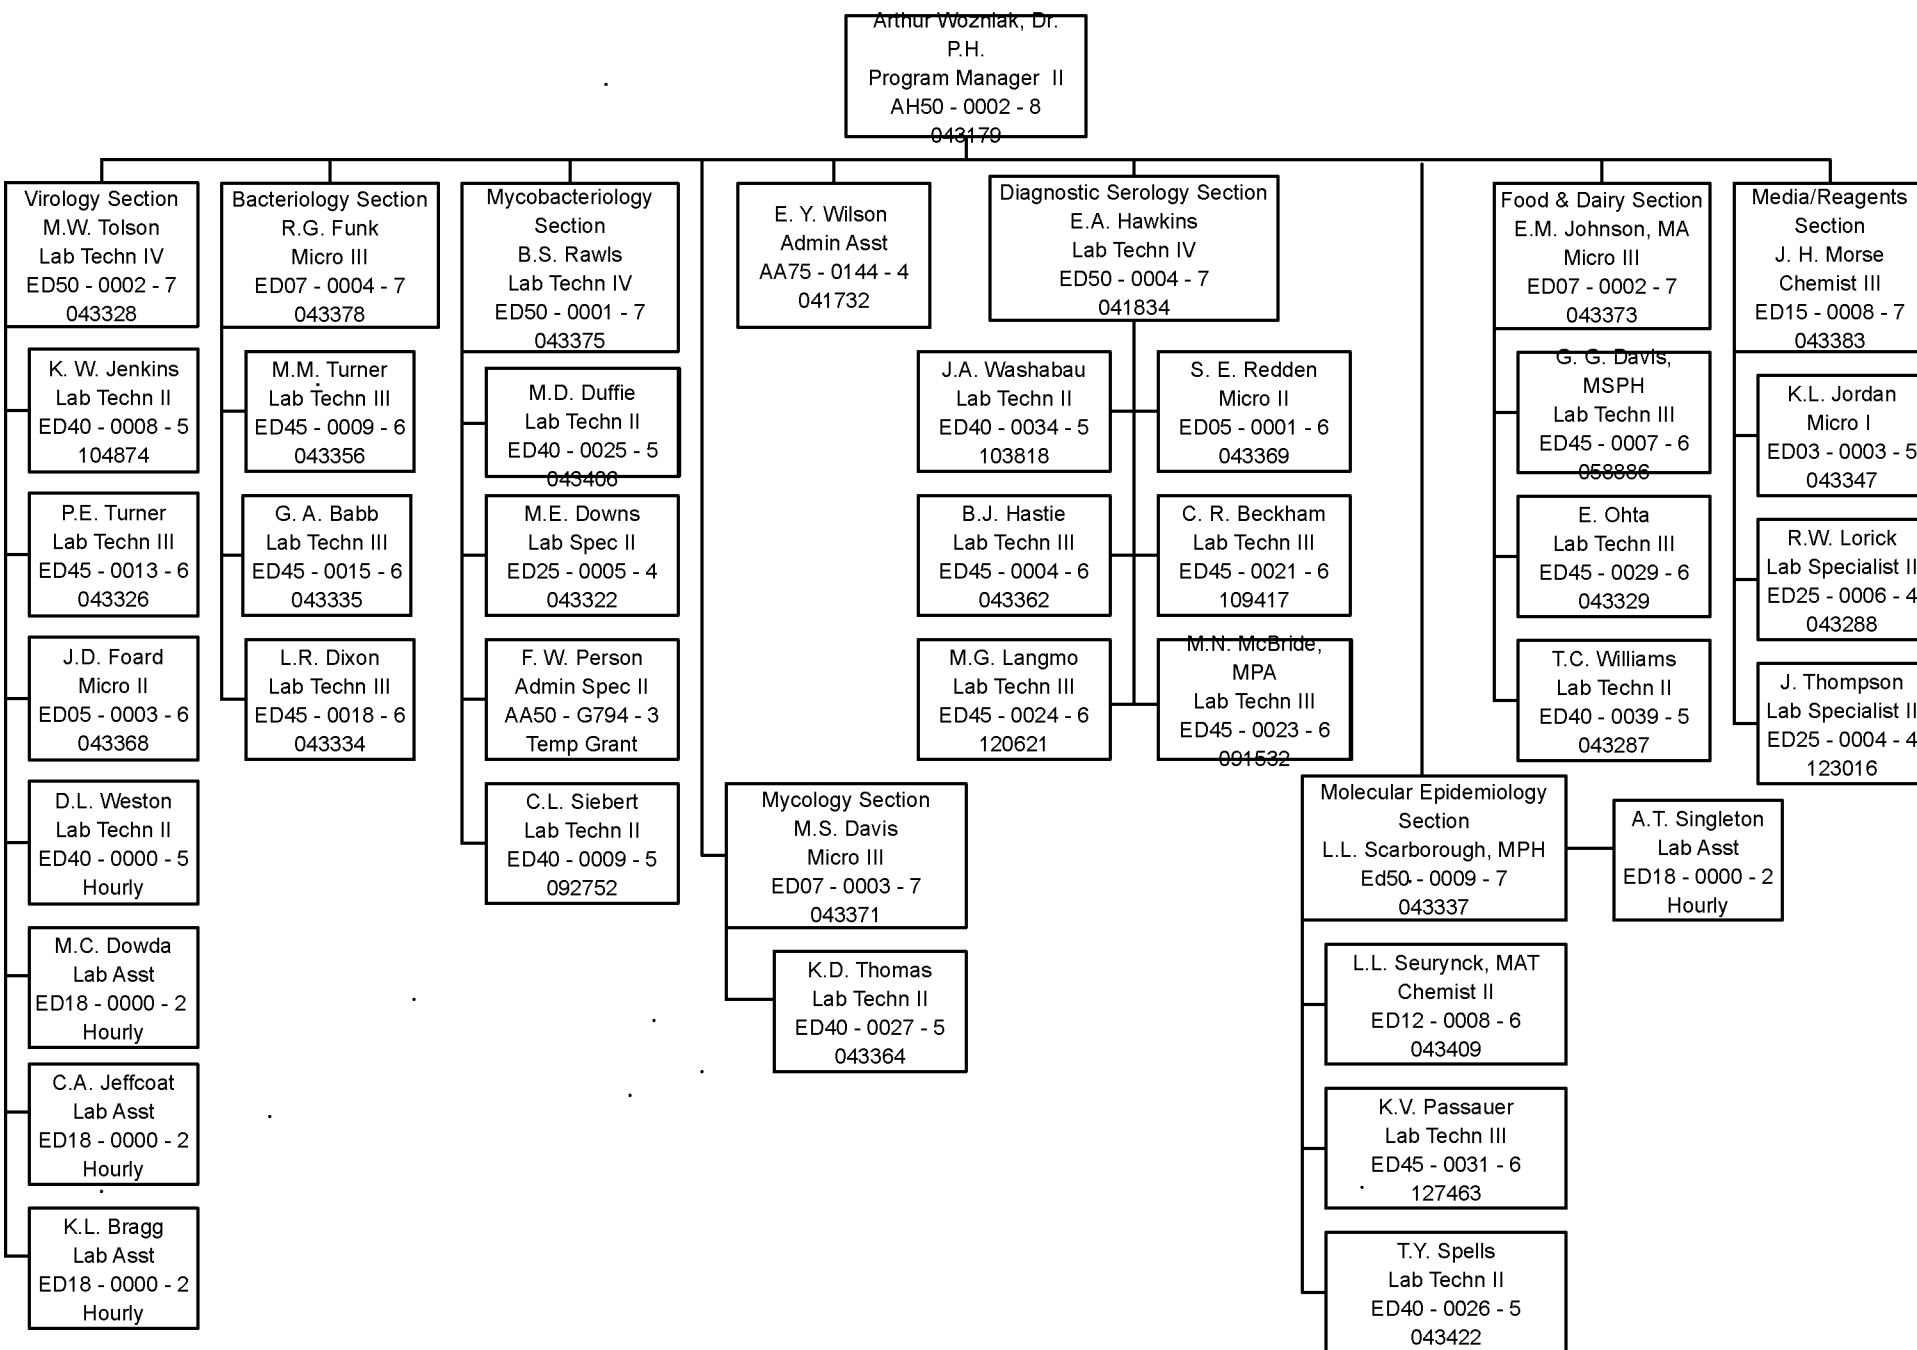 Arthur Wozniak, Dr.
P.H.
Program Manager II
AH50 - 0002 - 8
043179
Virology Section
M.W. Tolson
Lab Techn IV
ED50 - 0002 - 7
043328
K. W. Jenkins
Lab Techn II
ED40 - 0008 - 5
104874
P.E. Turner
Lab Techn III
ED45 - 0013 - 6
043326
J.D. Foard
Micro II
ED05 - 0003 - 6
043368
D.L. Weston
Lab Techn II
ED40 - 0000 - 5
Hourly
M.C. Dowda
Lab Asst
ED18 - 0000 - 2
Hourly
C.A. Jeffcoat
Lab Asst
ED18 - 0000 - 2
Hourly
K.L. Bragg
Lab Asst
ED18 - 0000 - 2
Hourly
Bacteriology Section
R.G. Funk
Micro III
ED07 - 0004 - 7
043378
M.M. Turner
Lab Techn III
ED45 - 0009 - 6
043356
G. A. Babb
Lab Techn III
ED45 - 0015 - 6
043335
L.R. Dixon
Lab Techn III
ED45 - 0018 - 6
043334
Mycobacteriology
Section
B.S. Rawls
Lab Techn IV
ED50 - 0001 - 7
043375
M.D. Duffie
Lab Techn II
ED40 - 0025 - 5
043406
M.E. Downs
Lab Spec II
ED25 - 0005 - 4
043322
F. W. Person
Admin Spec II
AA50 - G794 - 3
Temp Grant
C.L. Siebert
Lab Techn II
ED40 - 0009 - 5
092752
Mycology Section
M.S. Davis
Micro III
ED07 - 0003 - 7
043371
K.D. Thomas
Lab Techn II
ED40 - 0027 - 5
043364
E. Y. Wilson
Admin Asst
AA75 - 0144 - 4
041732
Diagnostic Serology Section
E.A. Hawkins
Lab Techn IV
ED50 - 0004 - 7
041834
J.A. Washabau
Lab Techn II
ED40 - 0034 - 5
103818
S. E. Redden
Micro II
ED05 - 0001 - 6
043369
B.J. Hastie
Lab Techn III
ED45 - 0004 - 6
043362
C. R. Beckham
Lab Techn III
ED45 - 0021 - 6
109417
M.G. Langmo
Lab Techn III
ED45 - 0024 - 6
120621
M.N. McBride,
MPA
Lab Techn III
ED45 - 0023 - 6
091532
Molecular Epidemiology
Section
L.L. Scarborough, MPH
Ed50 - 0009 - 7
043337
A.T. Singleton
Lab Asst
ED18 - 0000 - 2
Hourly
L.L. Seurynck, MAT
Chemist II
ED12 - 0008 - 6
043409
K.V. Passauer
Lab Techn III
ED45 - 0031 - 6
127463
T.Y. Spells
Lab Techn II
ED40 - 0026 - 5
043422
Food & Dairy Section
E.M. Johnson, MA
Micro III
ED07 - 0002 - 7
043373
G. G. Davis,
MSPH
Lab Techn III
ED45 - 0007 - 6
058886
E. Ohta
Lab Techn III
ED45 - 0029 - 6
043329
T.C. Williams
Lab Techn II
ED40 - 0039 - 5
043287
Media/Reagents
Section
J. H. Morse
Chemist III
ED15 - 0008 - 7
043383
K.L. Jordan
Micro I
ED03 - 0003 - 5
043347
R.W. Lorick
Lab Specialist II
ED25 - 0006 - 4
043288
J. Thompson
Lab Specialist II
ED25 - 0004 - 4
123016